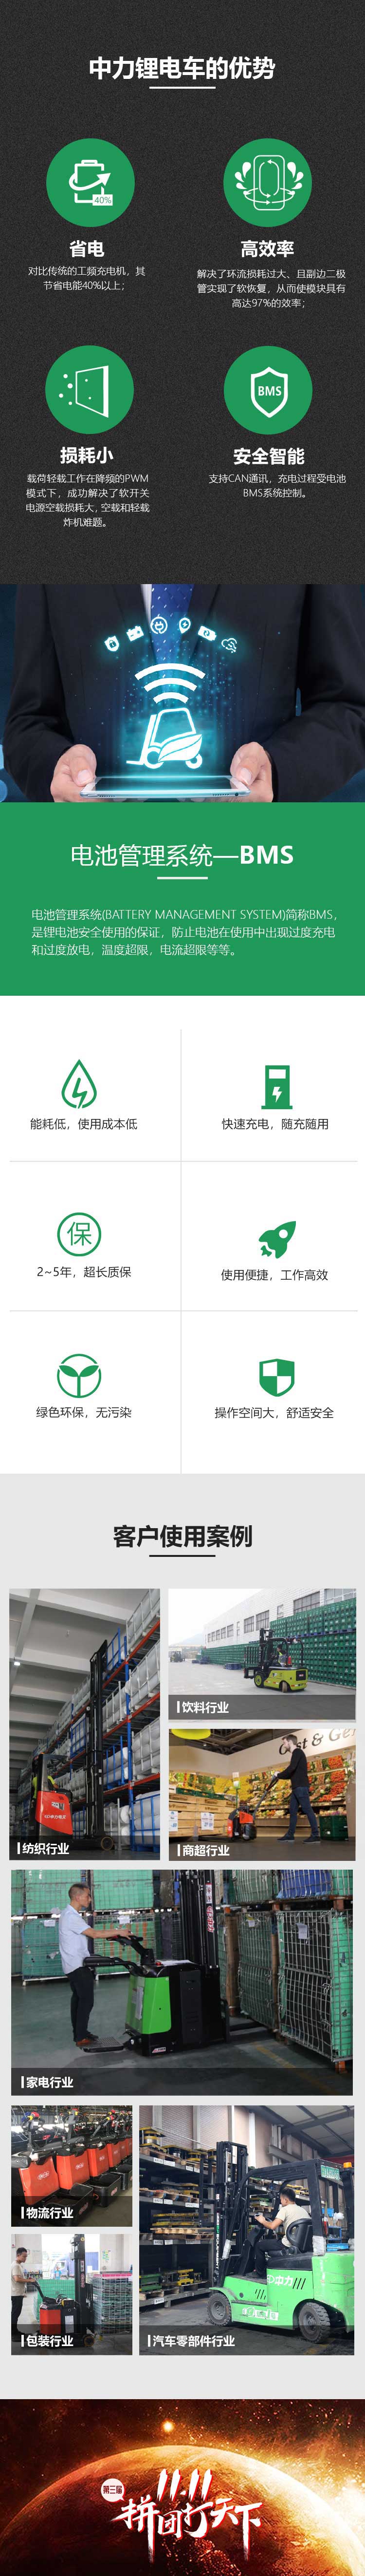 中力锂电车的优势
40%
省电
对比传统的工频充电机，其
节省电能40%以上；
高效率
解决了环流损耗过大、且副边二极
管实现了软恢复，从而使模块具有
高达97%的效率；
损耗小
载荷轻载工作在降频的PWM
模式下，成功解决了软开关
电源空载损耗大，空载和轻载
炸机难题。
BMS
安全智能
支持CAN通讯，充电过程受电池
BMS系统控制。
电池管理系统—BMS
电池管理系统(BATTERY MANAGEMENT SYSTEM)简称BMS，
是锂电池安全使用的保证，防止电池在使用中出现过度充电
和过度放电，温度超限，电流超限等等。
能耗低，使用成本低
快速充电，随充随用
保
2~5年，超长质保
使用便捷，工作高效
绿色环保，无污染
操作空间大，舒适安全
客户使用案例
纺织行业
饮料行业
商超行业
家电行业
物流行业
包装行业
中力
汽车零部件行业
第三届
11.11
拼团打天下